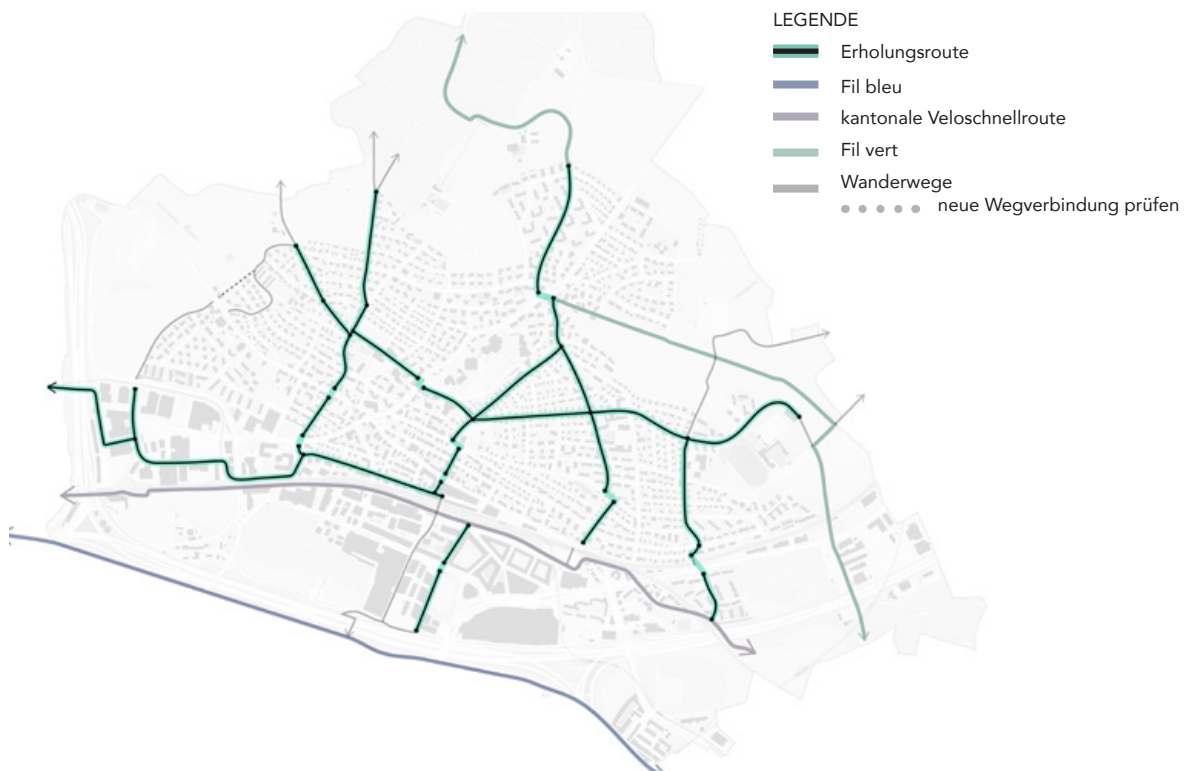 LEGENDE
Erholungsroute
Fil bleu
kantonale Veloschnellroute
Fil vert
Wanderwege
neue Wegverbindung prüfen